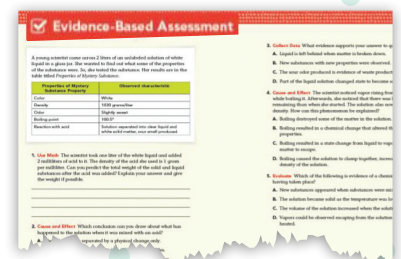 Evidence-Based Assessment
A young scientist came across 2 liters of an unlabeled solution of white
liquid in a glass jar. She wanted to find out what some of the properties
of the substance were. So, she tested the substance. Her results are in the
table titled Properties of Mystery Substance.
Properties of Mystery Substance Property
Observed characteristic
Color White
Density 1030 grams/liter
Odor Slightly sweet
Boiling point 100.5°
Reaction with acid Solution separated into clear liquid and
white solid matter, sour smell produced
1. Use Math The scientist took one liter of the white liquid and added
2 milliliters of acid to it. The density of the acid she used is 1 gram
per milliliter. Can you predict the total weight of the solid and liquid
substances after the acid was added? Explain your answer and give
the weight if possible.
2. Cause and Effect Which conclusion can you draw about what has
happened to the solution when it was mixed with an acid?
separated by a physical change only.
3. Collect Data What evidence supports your answer to
A. Liquid is left behind when matter is broken down.
B. New substances with new properties were observed.
C. The sour odor produced is evidence of waste product
D. Part of the liquid solution changed state to become
4. Cause and Effect The scientist noticed vapor rising from
while boiling it. Afterwards, she noticed that there was
remaining than when she started. The solution also
density. How can this phenomenon be explained?
A. Boiling destroyed some of the matter in the solution.
B. Boiling resulted in a chemical change that altered
properties.
C. Boiling resulted in a state change from liquid to
matter to escape.
D. Boiling caused the solution to clump together,
density of the solution.
5. Evaluate Which of the following is evidence of a
having taken place?
A. New substances appeared when substances were
B. The solution became solid as the temperature was
C. The volume of the solution increased when the
D. Vapors could be observed escaping from the solution
heated.